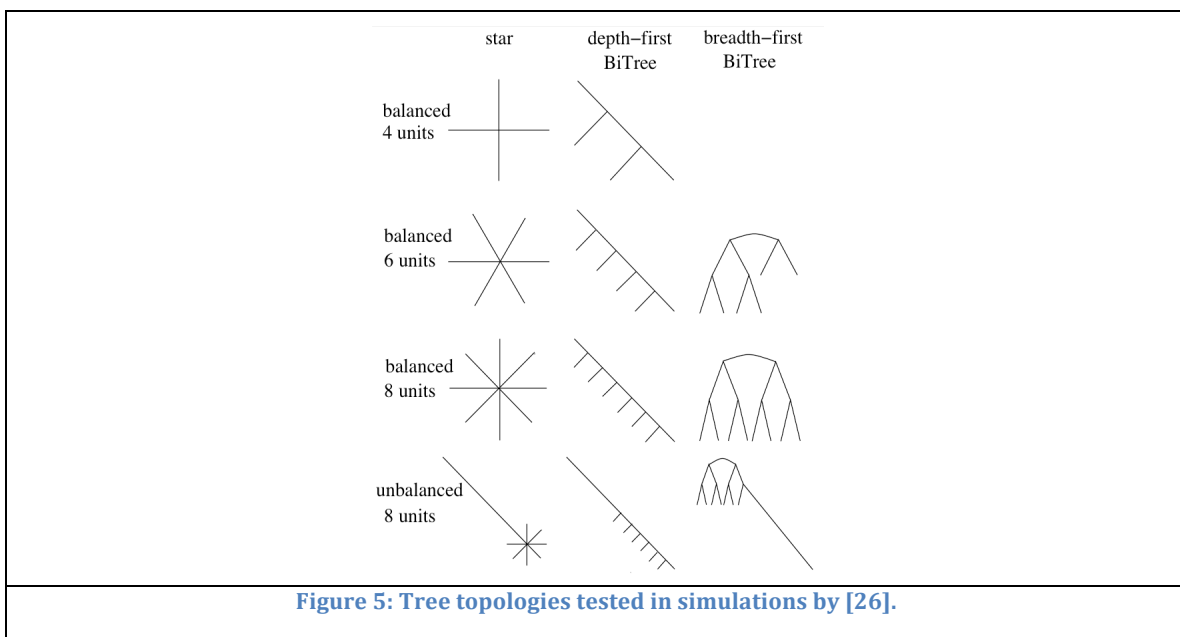 star depth−first breadth−first
BiTree BiTree
balanced
4 units
balanced
6 units
balanced
8 units
unbalanced
8 units
Figure 5: Tree topologies tested in simulations by [26].